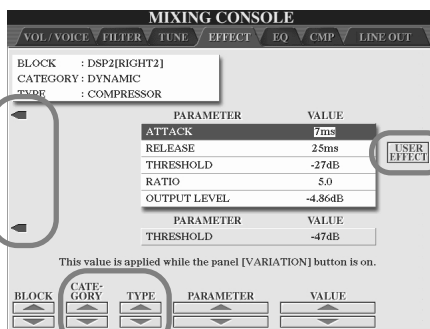 MIXING CONSOLE
VOL/VOICE FILTER TUNE EFFECT EQ CMP LINE OUT
BLOCK : DSP2[RIGHT2]
CATEGORY : DYNAMIC
TYPE : COMPRESSOR
PARAMETER VALUE
ATTACK 7ms
RELEASE 25ms
THRESHOLD -27dB
RATIO 5.0
OUTPUT LEVEL -4.86dB
USER
EFFECT
PARAMETER VALUE
THRESHOLD -47dB
This value is applied while the panel [VARIATION] button is on.
BLOCK CATE-
GORY TYPE PARAMETER VALUE